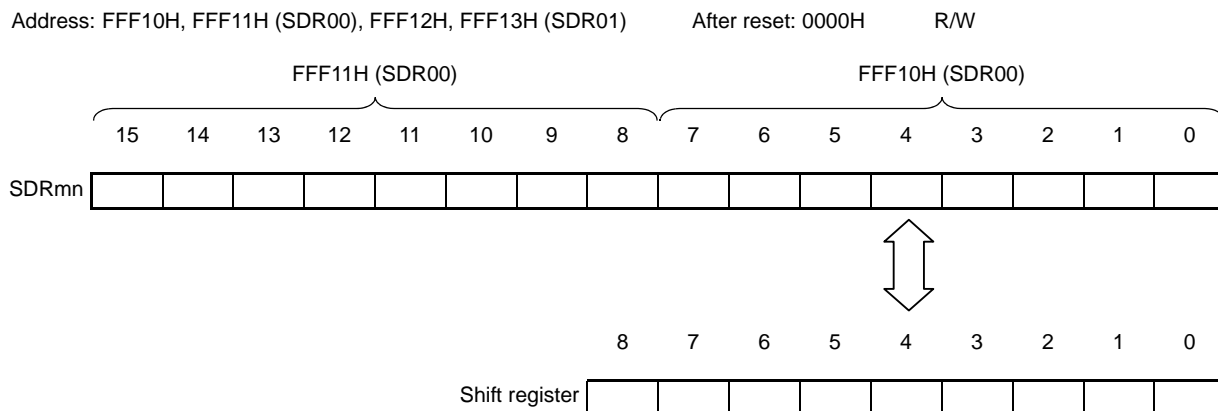 Address: FFF10H, FFF11H (SDR00), FFF12H, FFF13H (SDR01) After reset: 0000H R/W
FFF11H (SDR00) FFF10H (SDR00)
15 14 13 12 11 10 9 8 7 6 5 4 3 2 1 0
SDRmn
8 7 6 5 4 3 2 1 0
Shift register